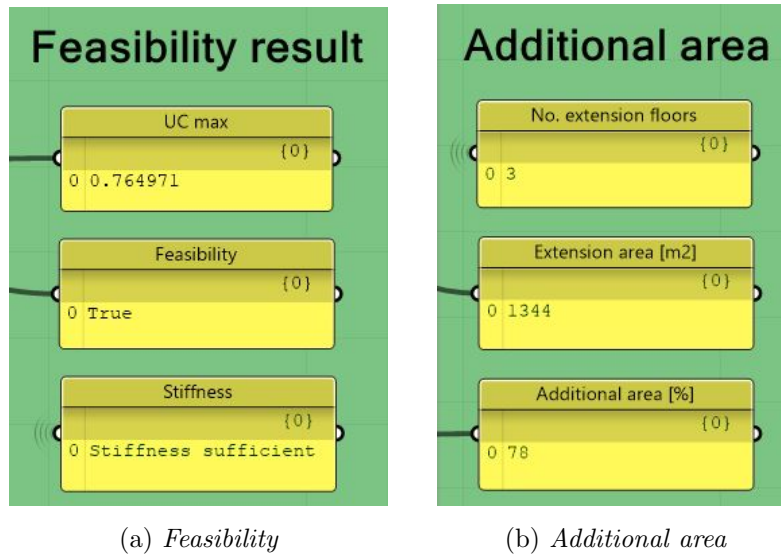 Feasibility result
UC max
{0}
0 0.764971
Feasibility
{0}
0 True
Stiffness
{0}
0 Stiffness sufficient
(a) Feasibility
Additional area
No. extension floors
{0}
0 3
Extension area [m2]
{0}
0 1344
Additional area [%]
{0}
0 78
(b) Additional area